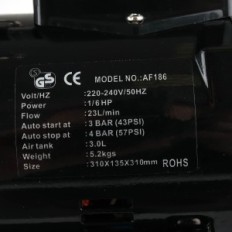 GS CE MODEL NO.:AF186
Volt/HZ :220-240V/50HZ
Power :1/6HP
Flow :23L/min
Auto start at :3 BAR (43PSI)
Auto stop at :4 BAR (57PSI)
Air tank :3.0L
Weight :5.2kgs
Size :310X135X310mm ROHS